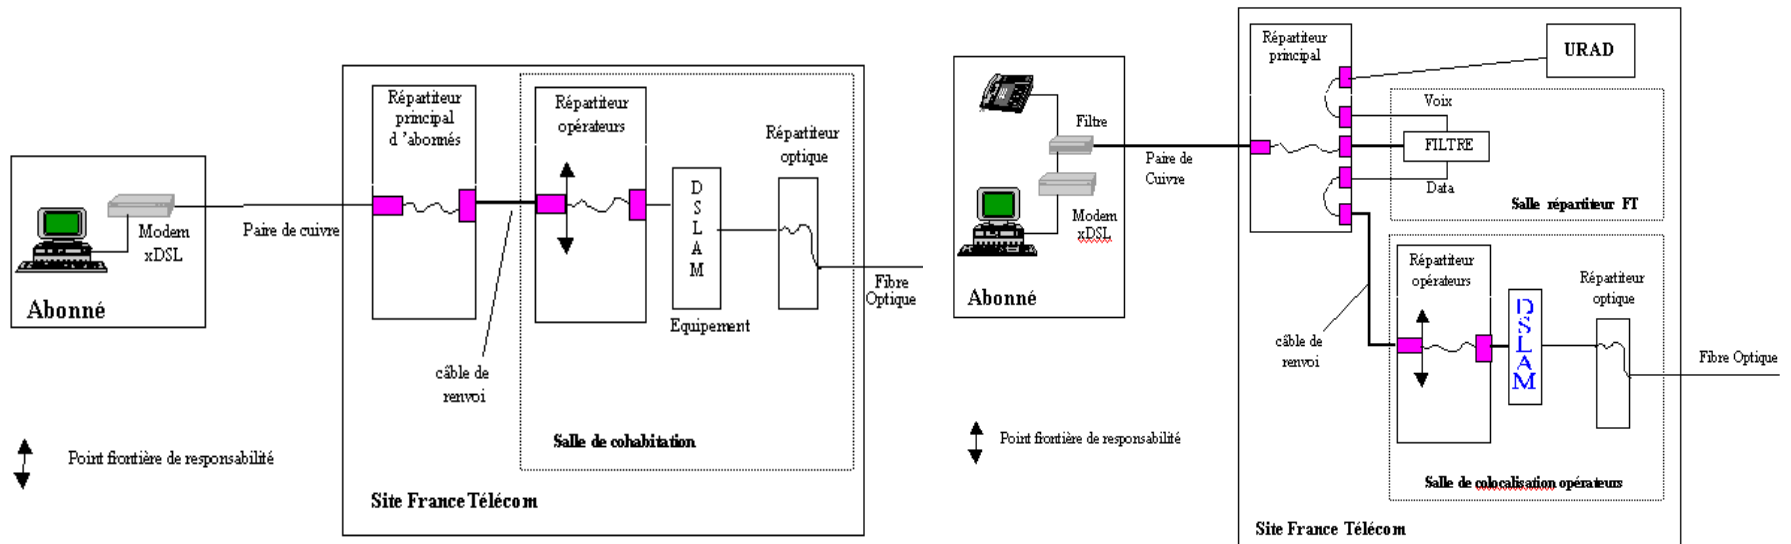 Répartiteur
principal
d 'abonnés
Répartiteur
opérateurs
Répartiteur
optique
D
S
L
A
M
Modem
xDSL
Paire de cuivre
Abonné
Fibre
Optique
Equipement
câble de
renvoi
Salle de cohabitation
Point frontière de responsabilité
Site France Télécom
Répartiteur
principal
URAD
Voix
Filtre
FILTRE
Paire de
Cuivre
Data
Salle répartiteur FT
Modem
xDSL
Abonné
Répartiteur
opérateurs
Répartiteur
optique
D
S
L
A
M
câble de
renvoi
Fibre Optique
Point frontière de responsabilité
Salle de colocalisation opérateurs
Site France Télécom